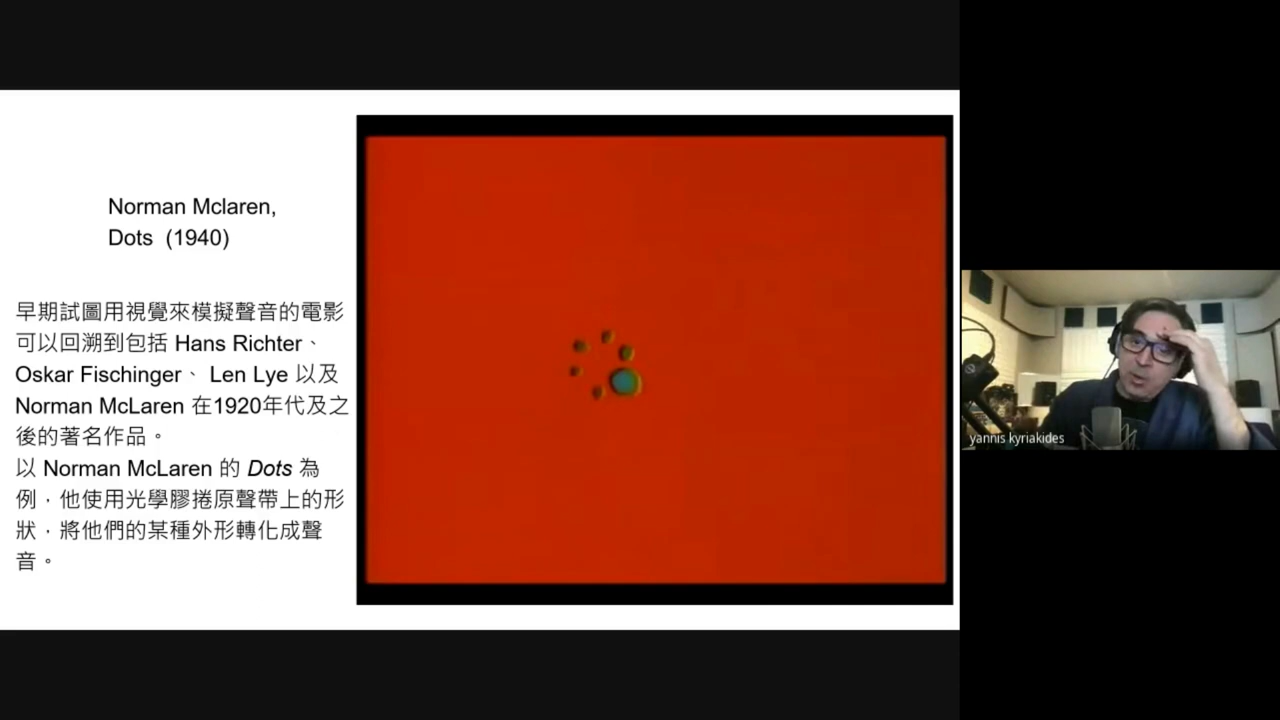 Norman Mclaren,
Dots (1940)
早期試圖用視覺來模擬聲音的電影
可以回溯到包括 Hans Richter、
Oskar Fischinger、 Len Lye 以及
Norman McLaren 在1920年代及之
後的著名作品。
以 Norman McLaren 的 Dots 為
例，他使用光學膠捲原聲帶上的形
狀，將他們的某種外形轉化成聲
音。
yannis kyriakides